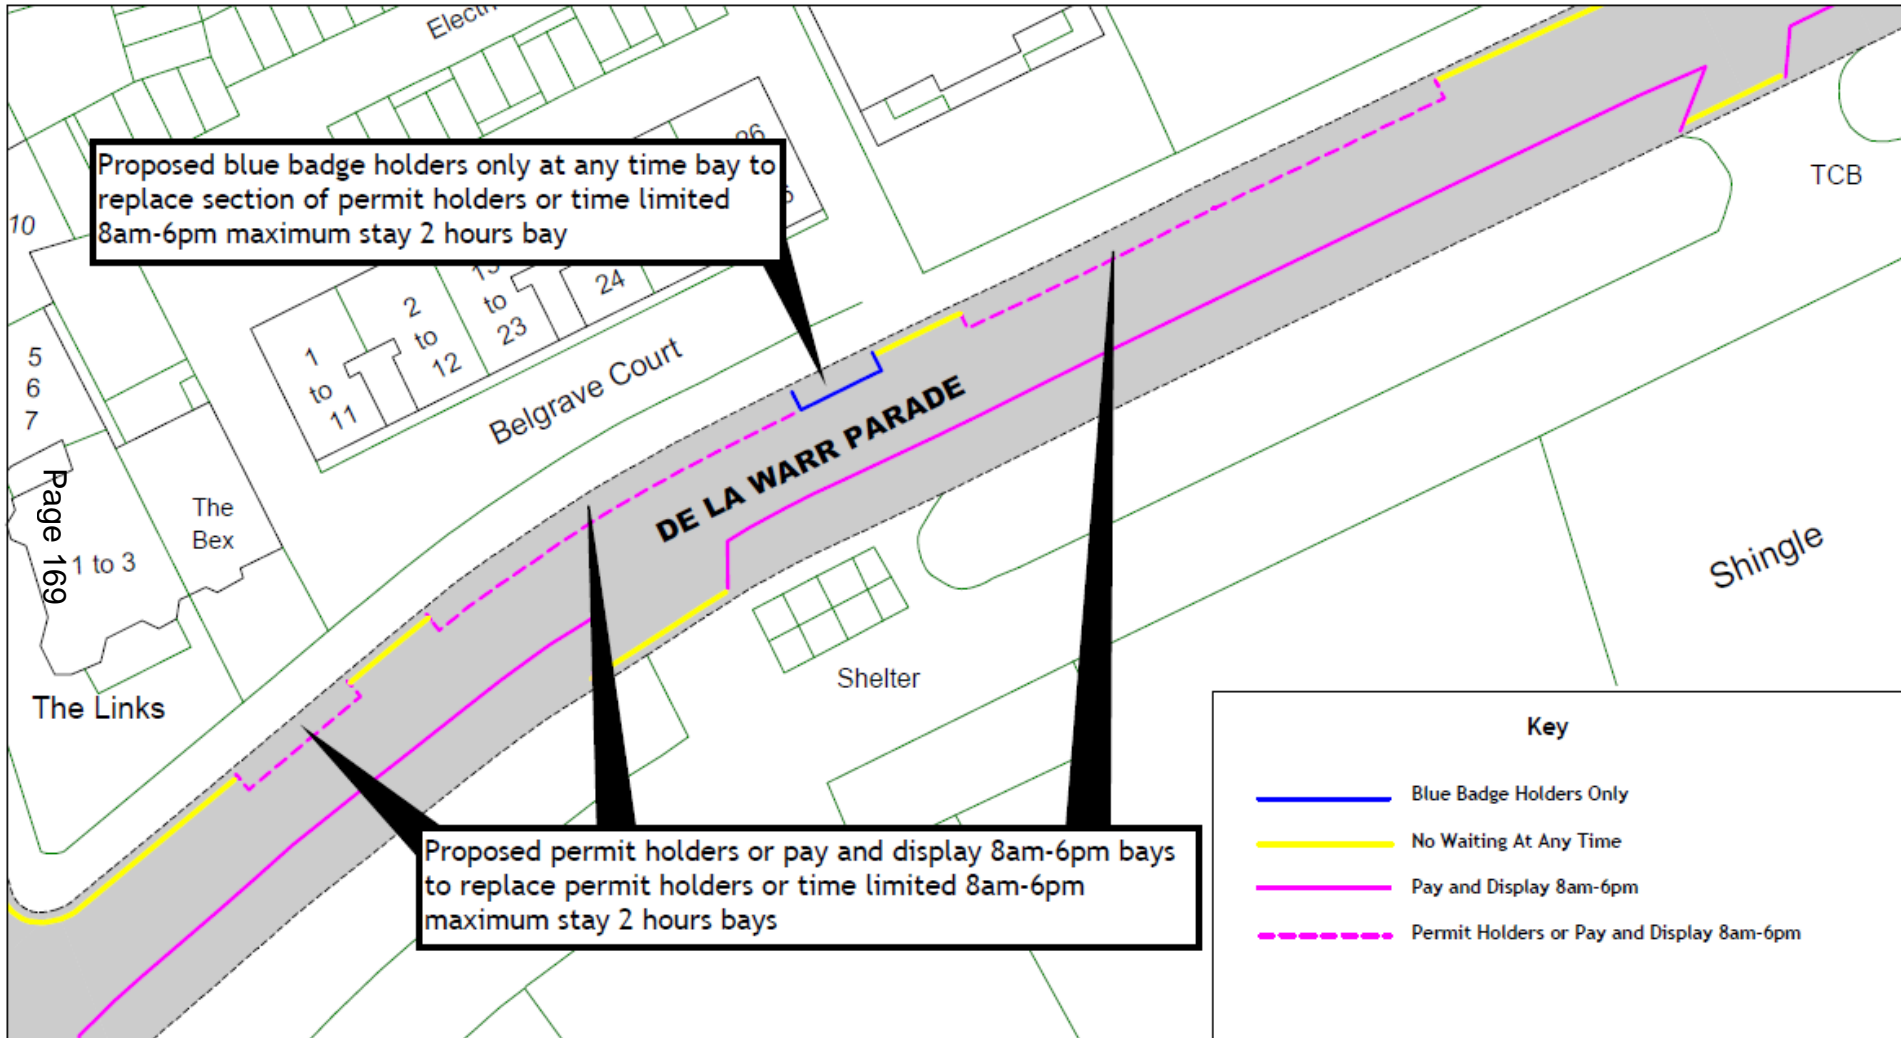 Proposed blue badge holders only at any time bay to
replace section of permit holders or time limited
8am-6pm maximum stay 2 hours bay
26
10
TCB
1
to
11
2
to
12
to
23
24
5
6
7
Belgrave Court
DE LA WARR PARADE
Page 169
The
Bex
1 to 3
Shingle
Shelter
The Links
Proposed permit holders or pay and display 8am-6pm bays
to replace permit holders or time limited 8am-6pm
maximum stay 2 hours bays
Key
Blue Badge Holders Only
No Waiting At Any Time
Pay and Display 8am-6pm
Permit Holders or Pay and Display 8am-6pm